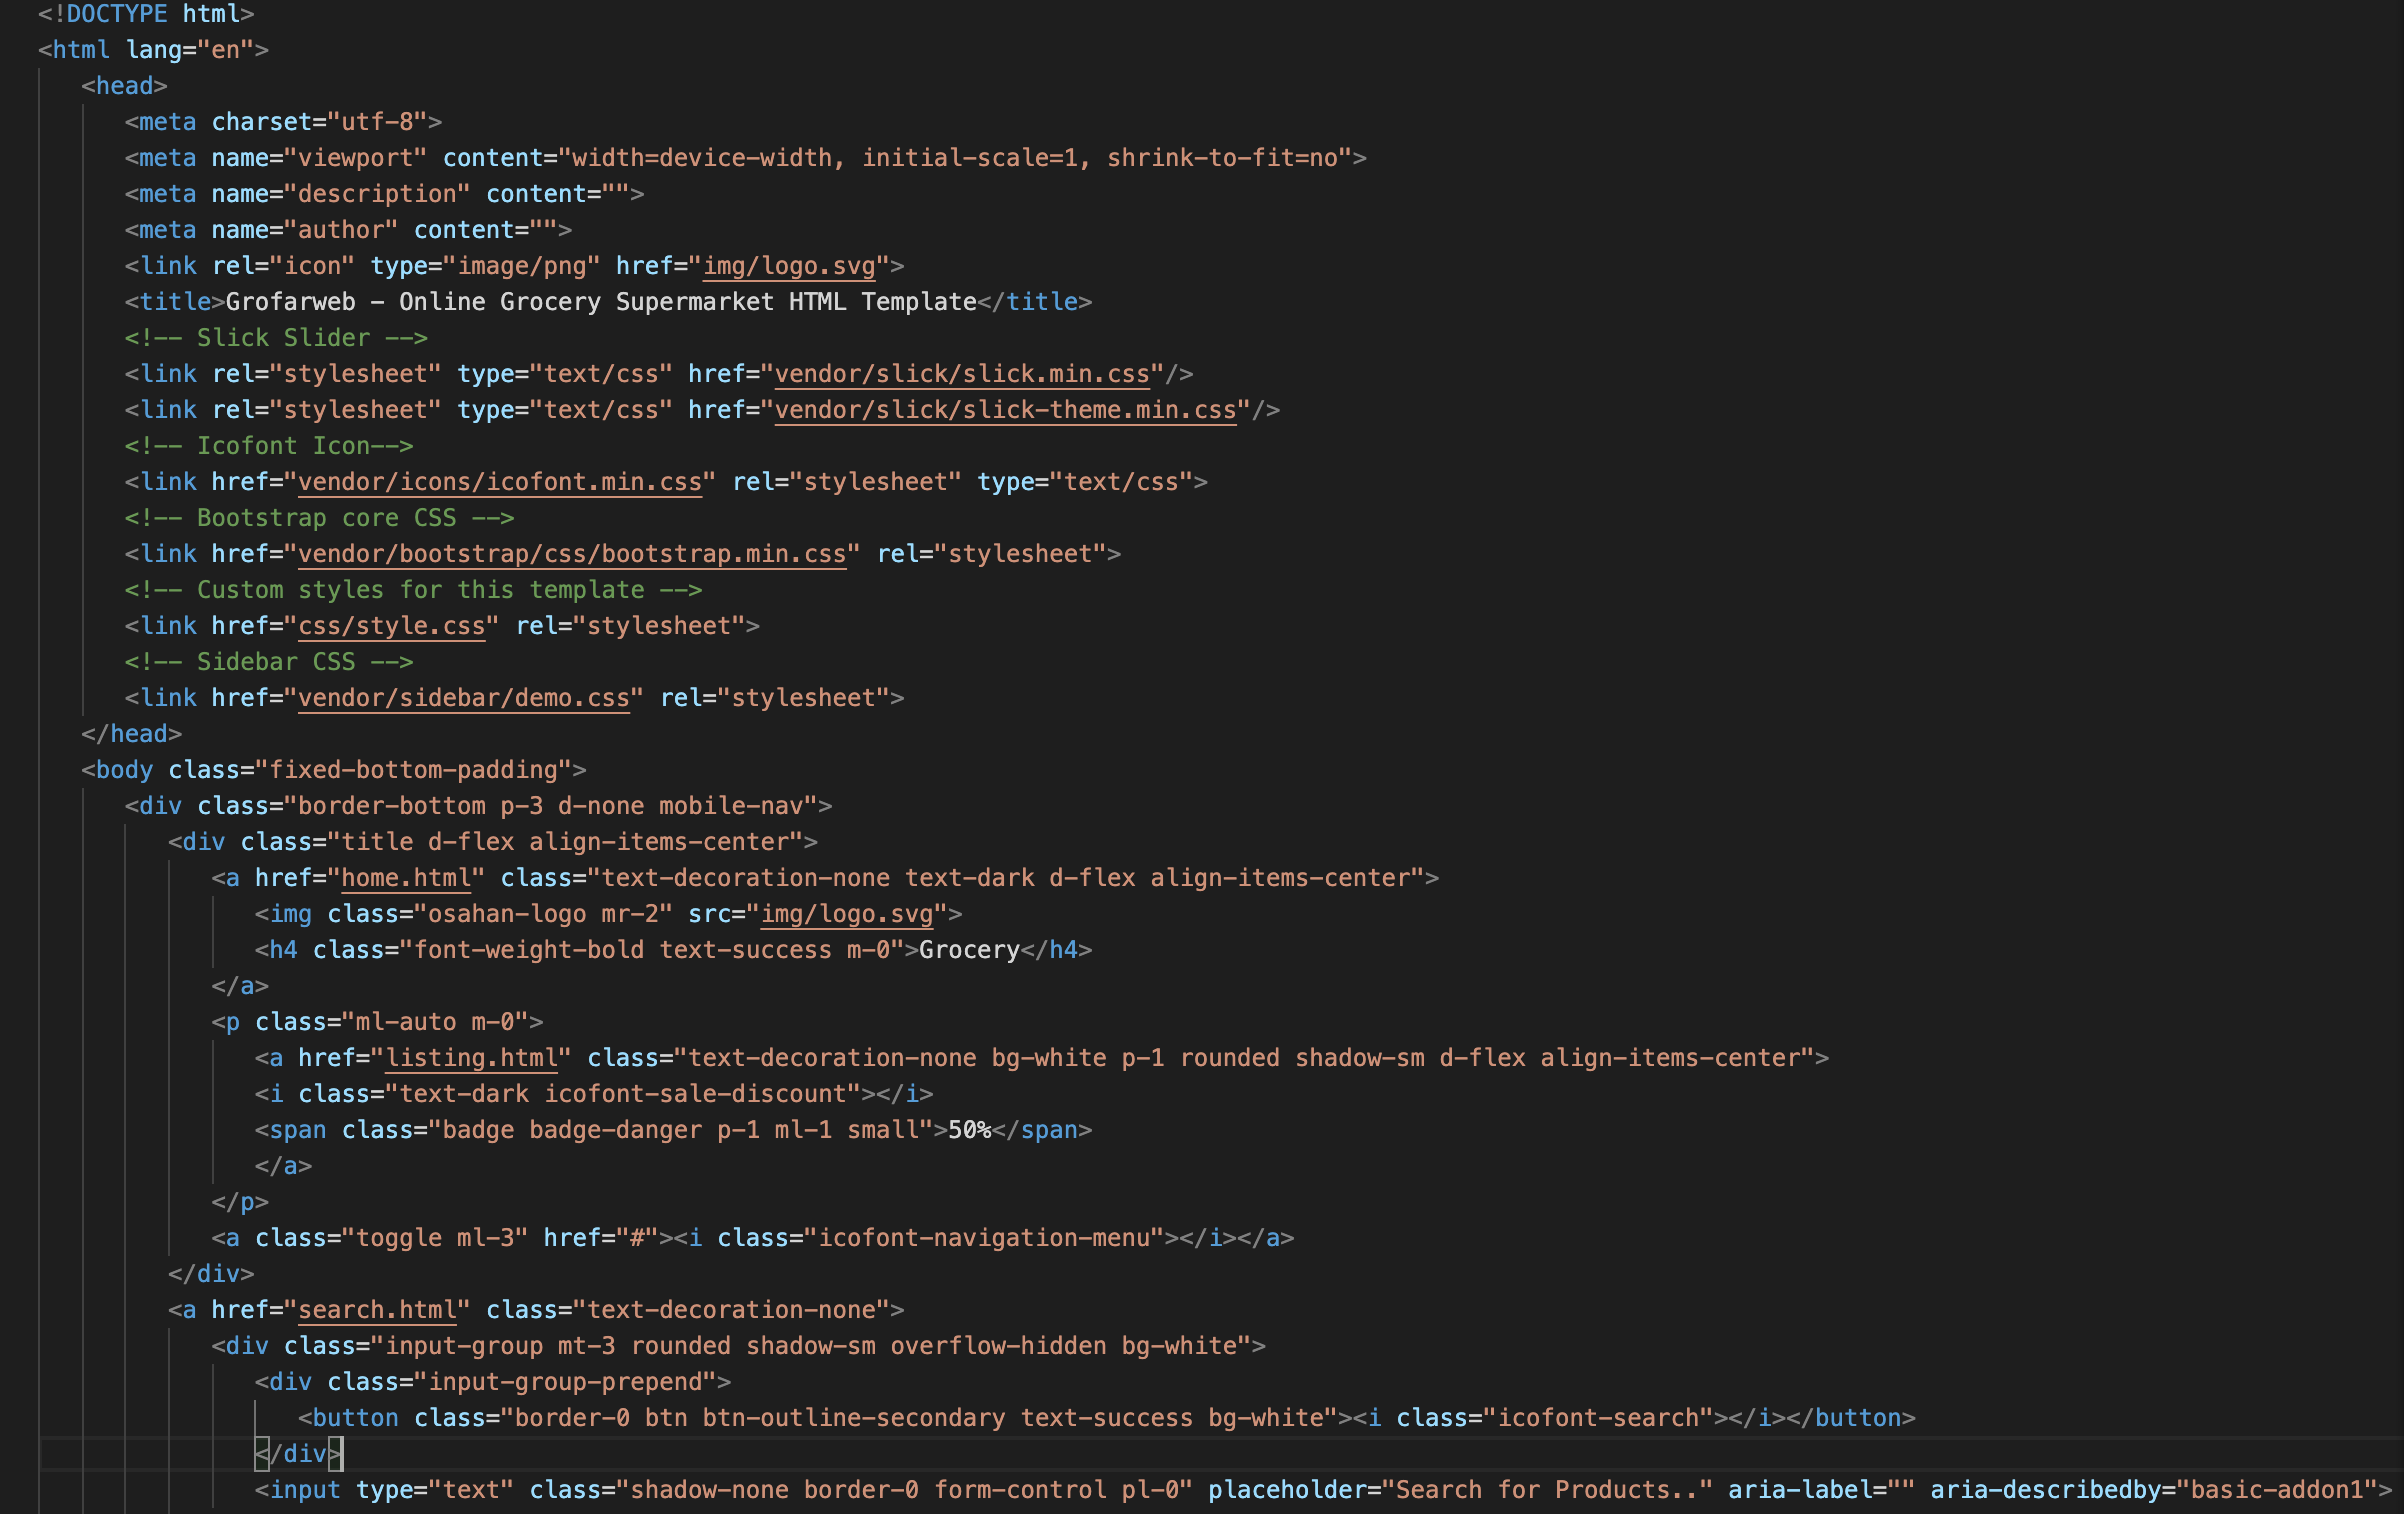 <!DOCTYPE html>
<html lang="en">
<head>
<meta charset="utf-8">
<meta name="viewport" content="width=device-width, initial-scale=1, shrink-to-fit=no">
<meta name="description" content="">
<meta name="author" content="">
<link rel="icon" type="image/png" href="img/logo.svg">
<title>Grofarweb - Online Grocery Supermarket HTML Template</title>
<!-- Slick Slider -->
<link rel="stylesheet" type="text/css" href="vendor/slick/slick.min.css"/>
<link rel="stylesheet" type="text/css" href="vendor/slick/slick-theme.min.css"/>
<!-- Icofont Icon-->
<link href="vendor/icons/icofont.min.css" rel="stylesheet" type="text/css">
<!-- Bootstrap core CSS -->
<link href="vendor/bootstrap/css/bootstrap.min.css" rel="stylesheet">
<!-- Custom styles for this template -->
<link href="css/style.css" rel="stylesheet">
<!-- Sidebar CSS -->
<link href="vendor/sidebar/demo.css" rel="stylesheet">
</head>
<body class="fixed-bottom-padding">
<div class="border-bottom p-3 d-none mobile-nav">
<div class="title d-flex align-items-center">
<a href="home.html" class="text-decoration-none text-dark d-flex align-items-center">
<img class="osahan-logo mr-2" src="img/logo.svg">
<h4 class="font-weight-bold text-success m-0">Grocery</h4>
</a>
<p class="ml-auto m-0">
<a href="listing.html" class="text-decoration-none bg-white p-1 rounded shadow-sm d-flex align-items-center">
<i class="text-dark icofont-sale-discount"></i>
<span class="badge badge-danger p-1 ml-1 small">50%</span>
</a>
</p>
<a class="toggle ml-3" href="#"><i class="icofont-navigation-menu"></i></a>
</div>
<a href="search.html" class="text-decoration-none">
<div class="input-group mt-3 rounded shadow-sm overflow-hidden bg-white">
<div class="input-group-prepend">
<button class="border-0 btn btn-outline-secondary text-success bg-white"><i class="icofont-search"></i></button>
</div>
<input type="text" class="shadow-none border-0 form-control pl-0" placeholder="Search for Products.." aria-label="" aria-describedby="basic-addon1">